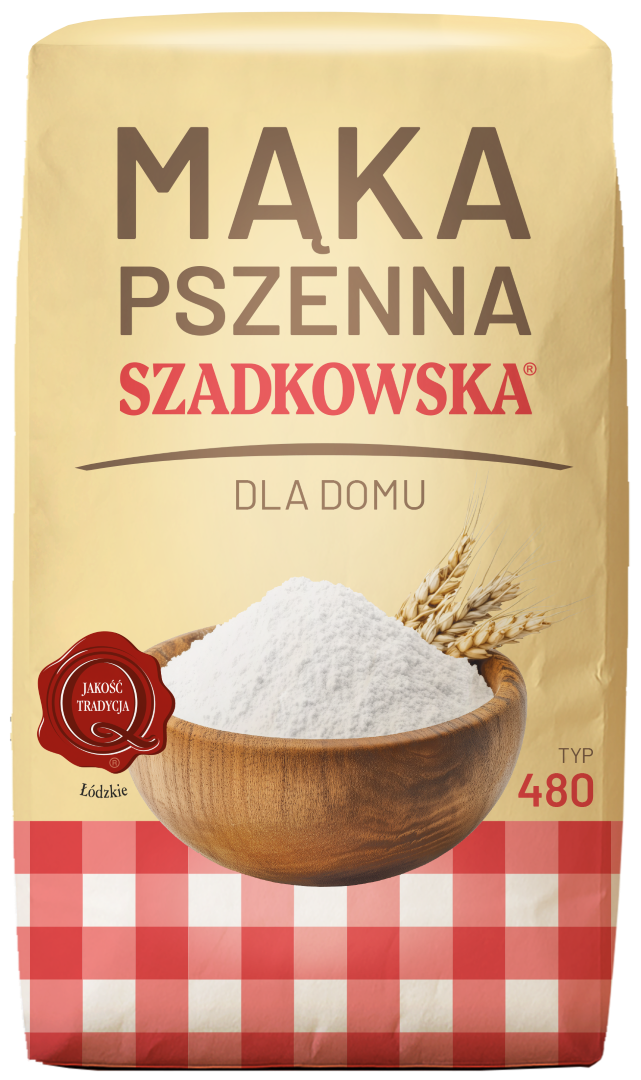 MĄKA
PSZENNA
SZADKOWSKA®
DLA DOMU
JAKOŚĆ
TRADYCJA
Q
®
Łódzkie
TYP
480